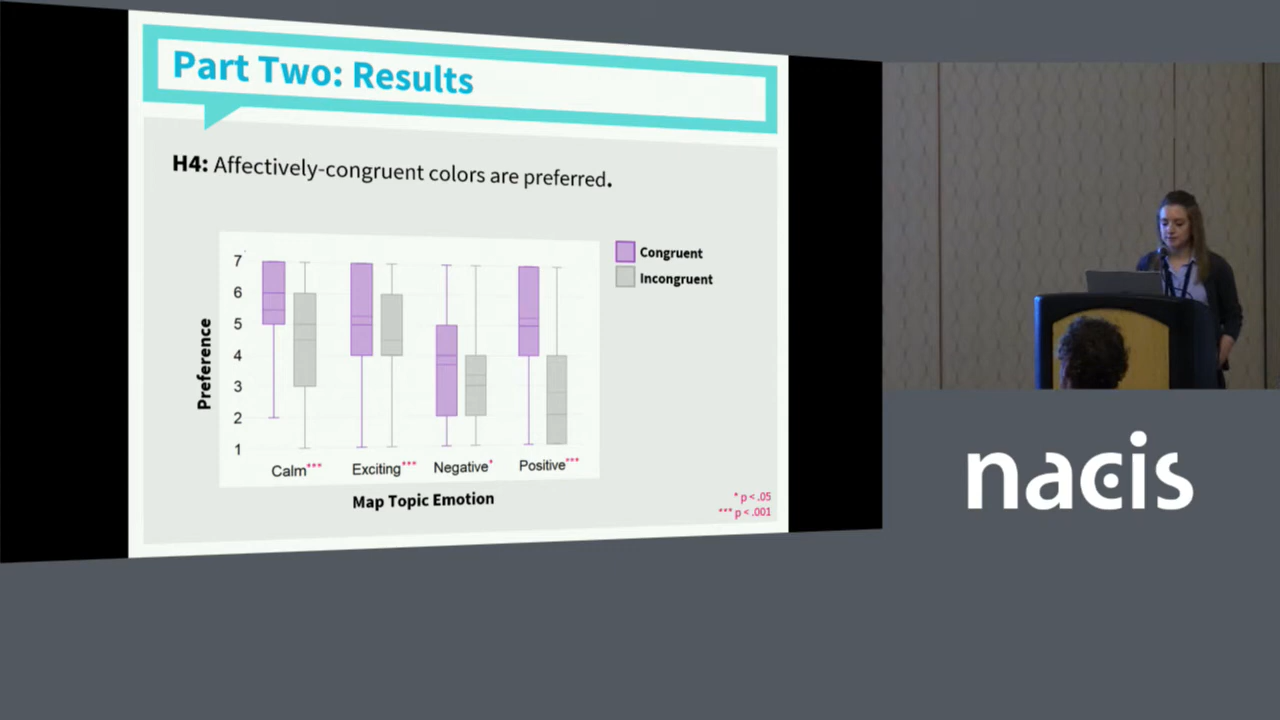 Part Two: Results
H4: Affectively-congruent colors are preferred.
Congruent
Incongruent
Preference
7
6
5
4
3
2
1
Calm*** Exciting*** Negative* Positive***
Map Topic Emotion
* p < .05
*** p < .001
nacis